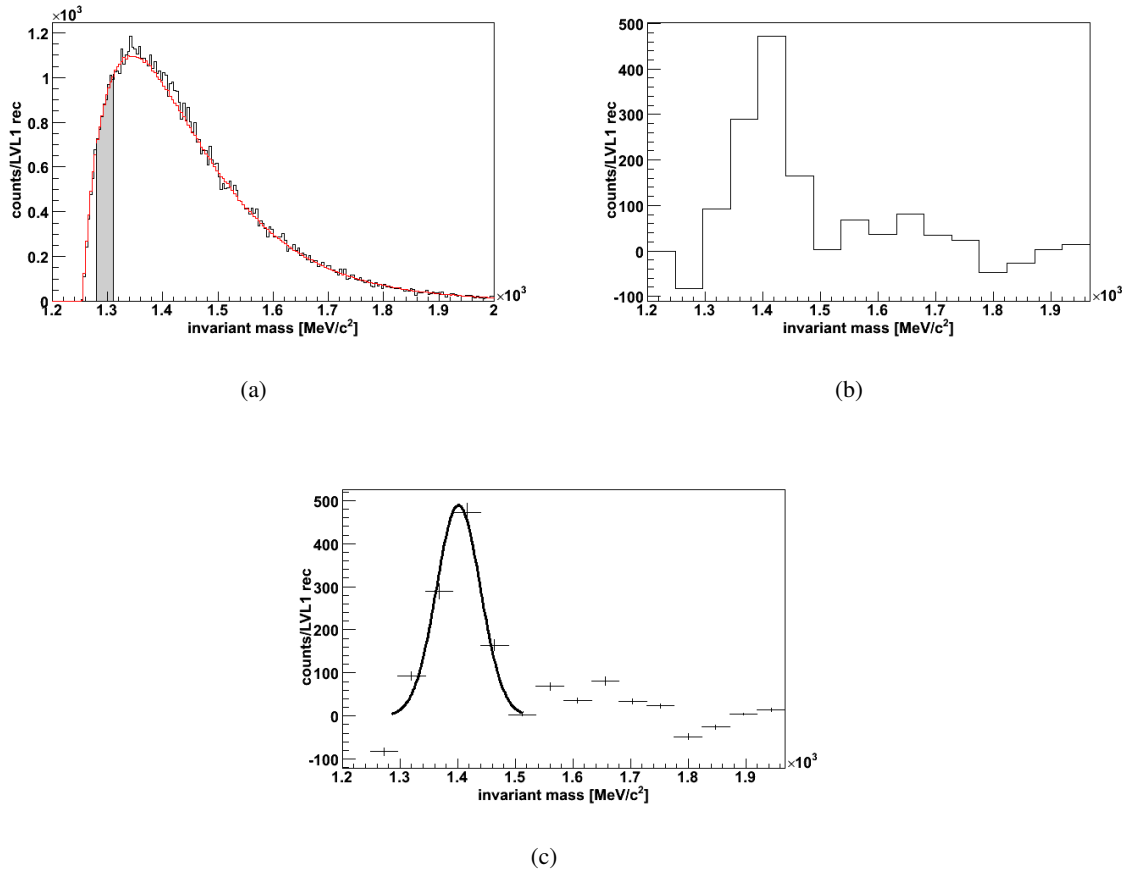 ×10³
counts/LVL1 rec
1.2
1
0.8
0.6
0.4
0.2
0
1.2 1.3 1.4 1.5 1.6 1.7 1.8 1.9 2
×10³
invariant mass [MeV/c²]
(a)
counts/LVL1 rec
500
400
300
200
100
0
-100
1.2 1.3 1.4 1.5 1.6 1.7 1.8 1.9
×10³
invariant mass [MeV/c²]
(b)
counts/LVL1 rec
500
400
300
200
100
0
-100
1.2 1.3 1.4 1.5 1.6 1.7 1.8 1.9
×10³
invariant mass [MeV/c²]
(c)